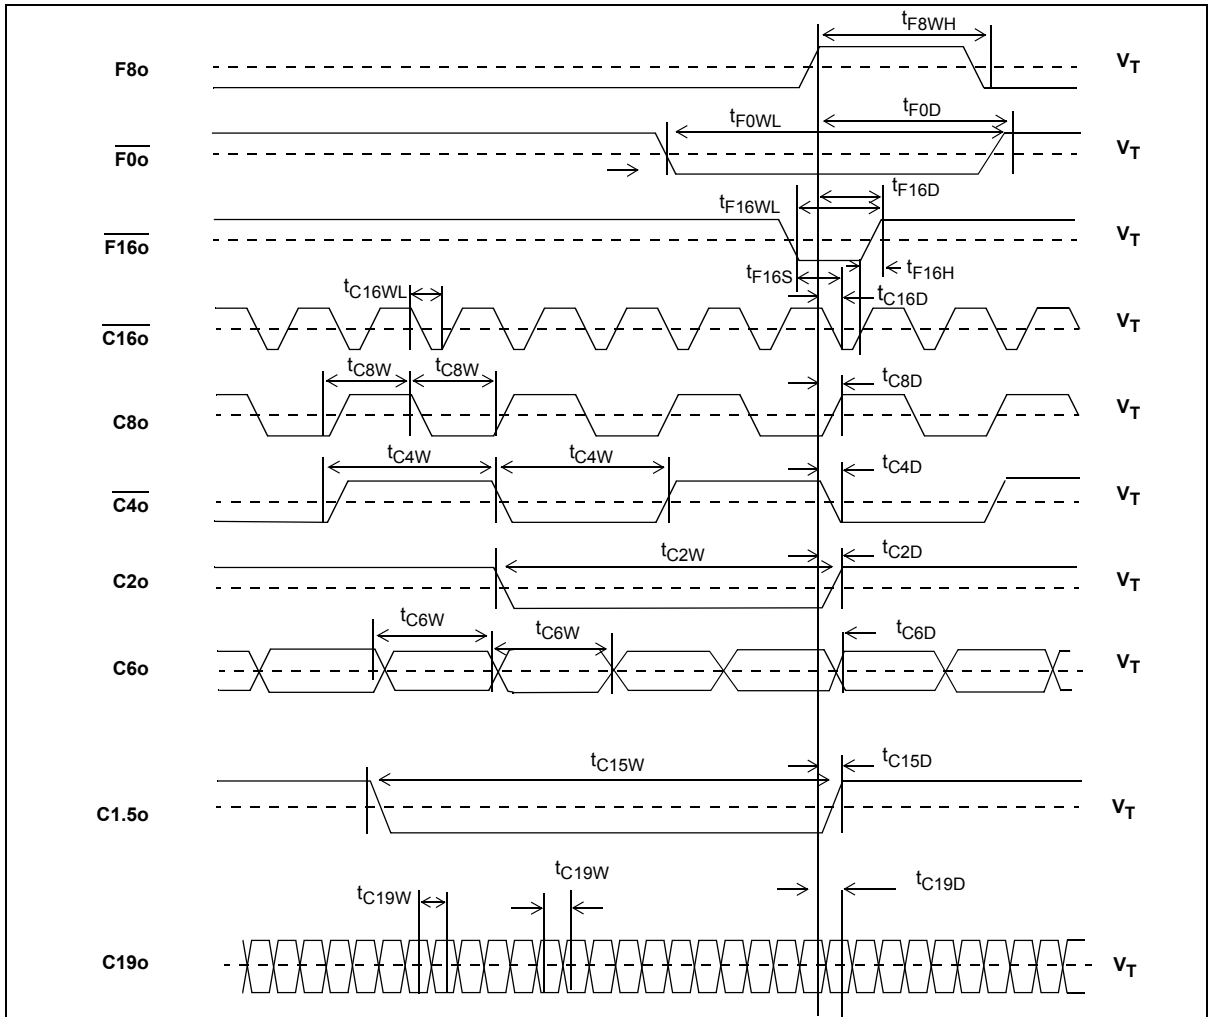 tF8WH
F8o VT
tF0WL tF0D
F0o VT
tF16WL tF16D
F16o VT
tF16S tF16H
tC16WL tC16D
C16o VT
tC8W tC8W tC8D
C8o VT
tC4W tC4W tC4D
C4o VT
tC2W tC2D
C2o VT
tC6W tC6W tC6D
C6o VT
tC15W tC15D
C1.5o VT
tC19W tC19W tC19D
C19o VT